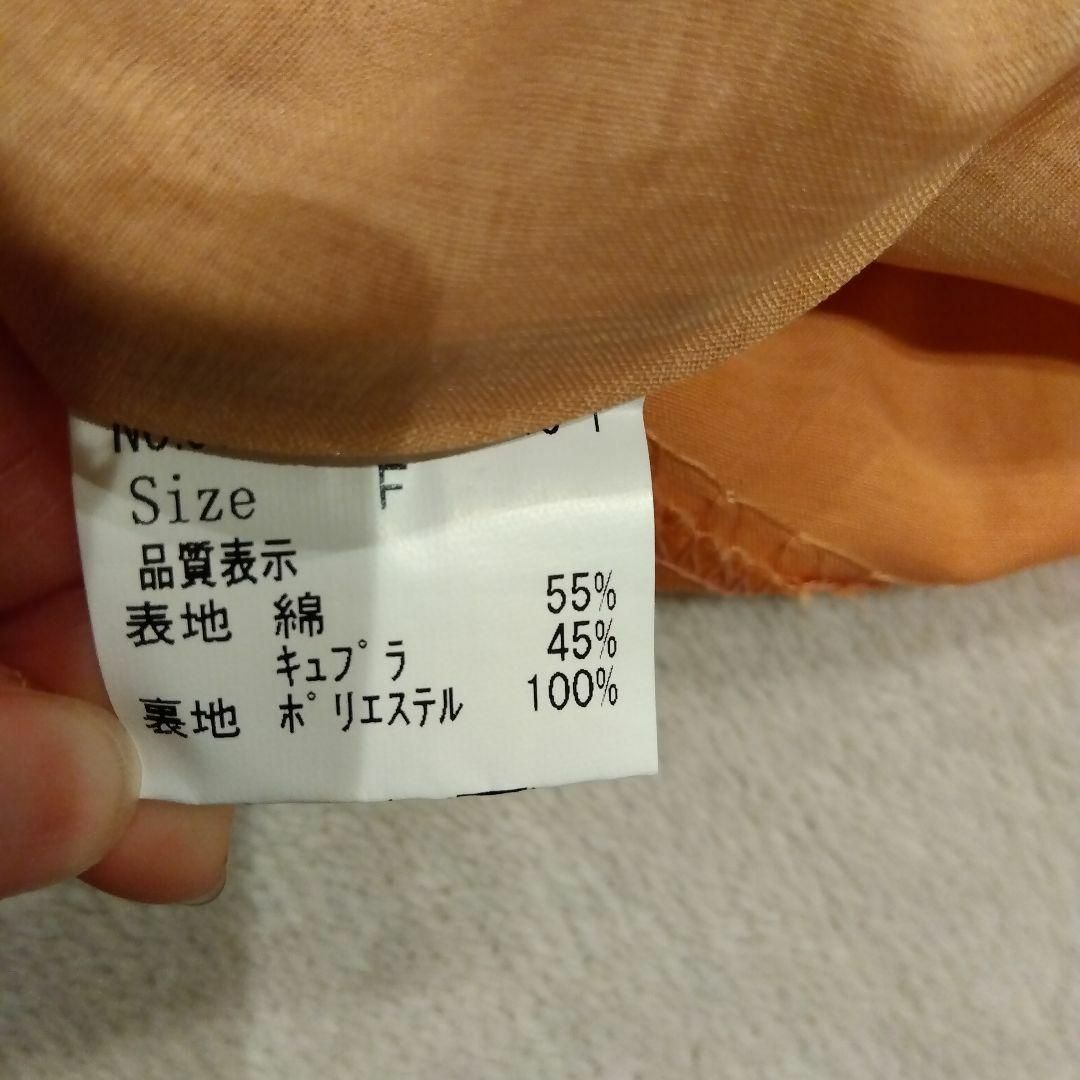 Size F
品質表示
表地 綿 55%
キュプラ 45%
裏地 ポリエステル 100%